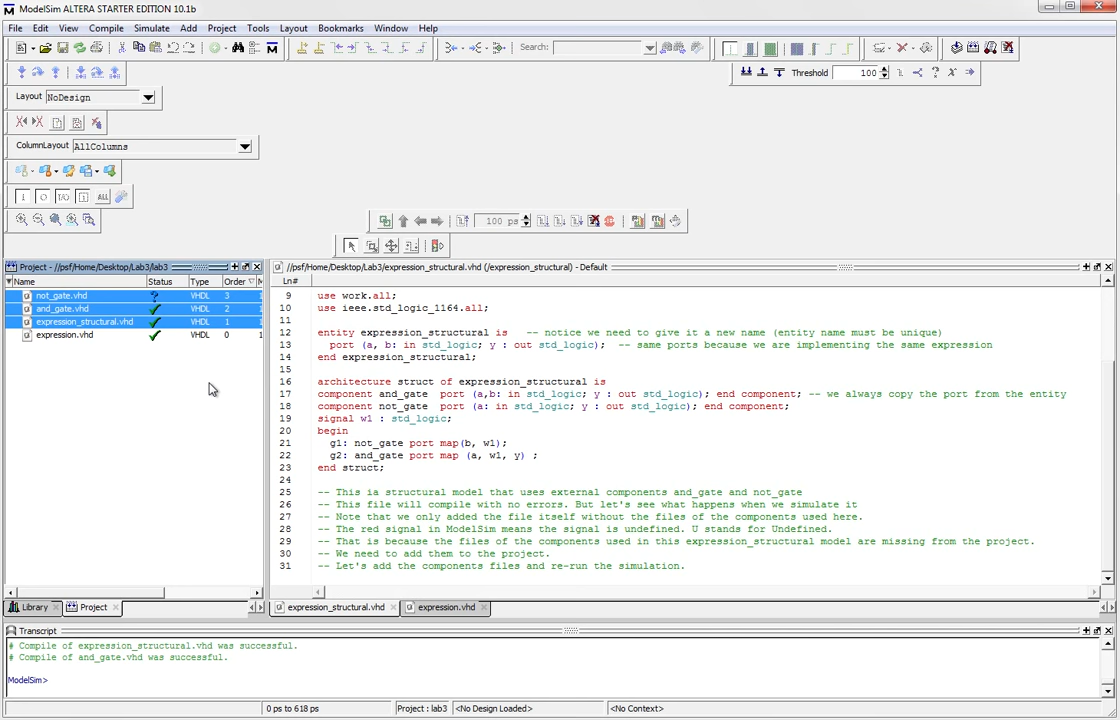 ModelSim ALTERA STARTER EDITION 10.1b
File Edit View Compile Simulate Add Project Tools Layout Bookmarks Window Help
Search:
Threshold 100
Layout NoDesign
ColumnLayout AllColumns
ALL
100 ps
Project - //psf/Home/Desktop/Lab3/lab3
Name Status Type Order M
not_gate.vhd ? VHDL 3 1
and_gate.vhd VHDL 2 1
expression_structural.vhd VHDL 1 1
expression.vhd VHDL 0 1
Library Project
//psf/Home/Desktop/Lab3/expression_structural.vhd (/expression_structural) - Default
Ln#
9 use work.all;
10 use ieee.std_logic_1164.all;
11
12 entity expression_structural is -- notice we need to give it a new name (entity name must be unique)
13 port (a, b: in std_logic; y : out std_logic); -- same ports because we are implementing the same expression
14 end expression_structural;
15
16 architecture struct of expression_structural is
17 component and_gate port (a,b: in std_logic; y : out std_logic); end component; -- we always copy the port from the entity
18 component not_gate port (a: in std_logic; y : out std_logic); end component;
19 signal w1 : std_logic;
20 begin
21 g1: not_gate port map(b, w1);
22 g2: and_gate port map (a, w1, y) ;
23 end struct;
24
25 -- This ia structural model that uses external components and_gate and not_gate
26 -- This file will compile with no errors. But let's see what happens when we simulate it
27 -- Note that we only added the file itself without the files of the components used here.
28 -- The red signal in ModelSim means the signal is undefined. U stands for Undefined.
29 -- That is because the files of the components used in this expression_structural model are missing from the project.
30 -- We need to add them to the project.
31 -- Let's add the components files and re-run the simulation.
expression_structural.vhd expression.vhd
Transcript
# Compile of expression_structural.vhd was successful.
# Compile of and_gate.vhd was successful.
ModelSim>
0 ps to 618 ps Project : lab3 <No Design Loaded> <No Context>